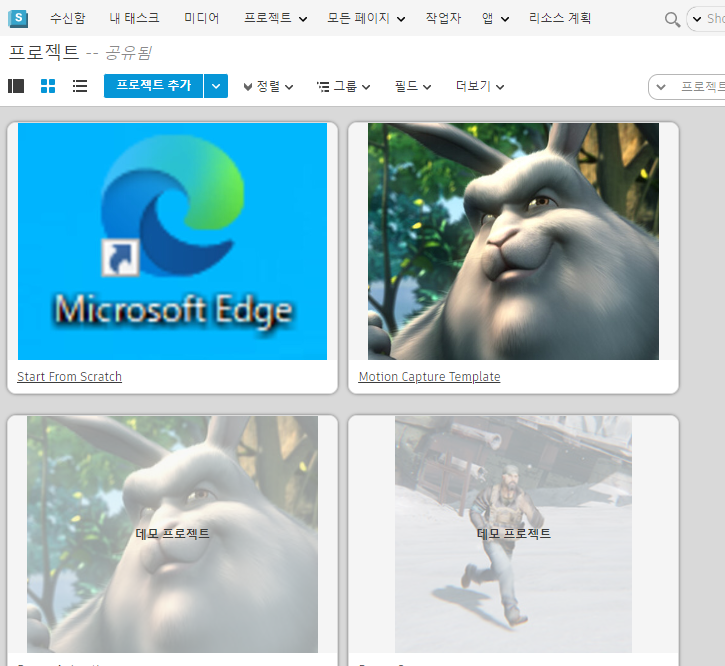 S 수신함 내 태스크 미디어 프로젝트 모든 페이지 작업자 앱 리소스 계획
프로젝트 -- 공유됨
프로젝트 추가 정렬 그룹 필드 더보기 프로젝트
Microsoft Edge
Start From Scratch Motion Capture Template
데모 프로젝트 데모 프로젝트